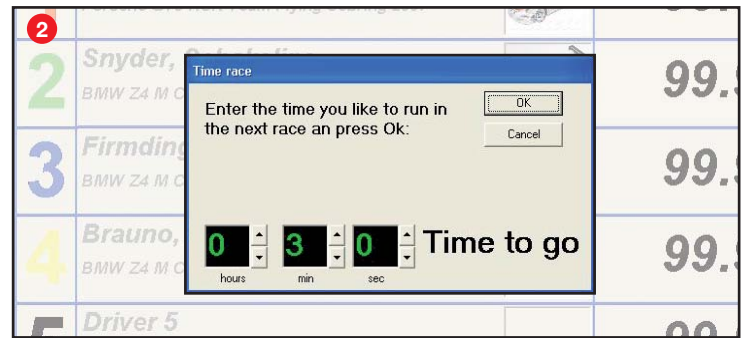 2
2
Snyder,
99.
BMW Z4 M C
Time race
Enter the time you like to run in
the next race an press Ok:
OK
Cancel
3
Firmding
99.
BMW Z4 M C
4
Brauno,
99.
BMW Z4 M C
0 3 0 Time to go
hours min sec
5
Driver 5